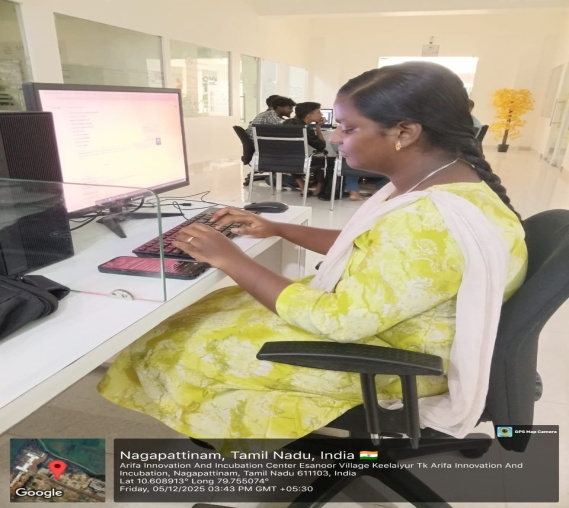 GPS Map Camera
Nagapattinam, Tamil Nadu, India 🇮🇳
Arifa Innovation And Incubation Center Esanoor Village Keelaiyur Tk Arifa Innovation And
Incubation, Nagapattinam, Tamil Nadu 611103, India
Lat 10.608913° Long 79.755074°
Friday, 05/12/2025 03:43 PM GMT +05:30
Google